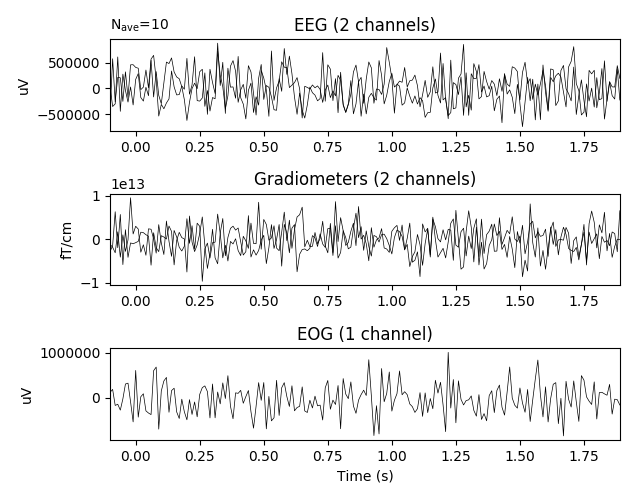 N_ave=10
EEG (2 channels)
uV
500000
0
−500000
0.00 0.25 0.50 0.75 1.00 1.25 1.50 1.75
1e13
Gradiometers (2 channels)
fT/cm
1
0
−1
0.00 0.25 0.50 0.75 1.00 1.25 1.50 1.75
EOG (1 channel)
uV
1000000
0
0.00 0.25 0.50 0.75 1.00 1.25 1.50 1.75
Time (s)